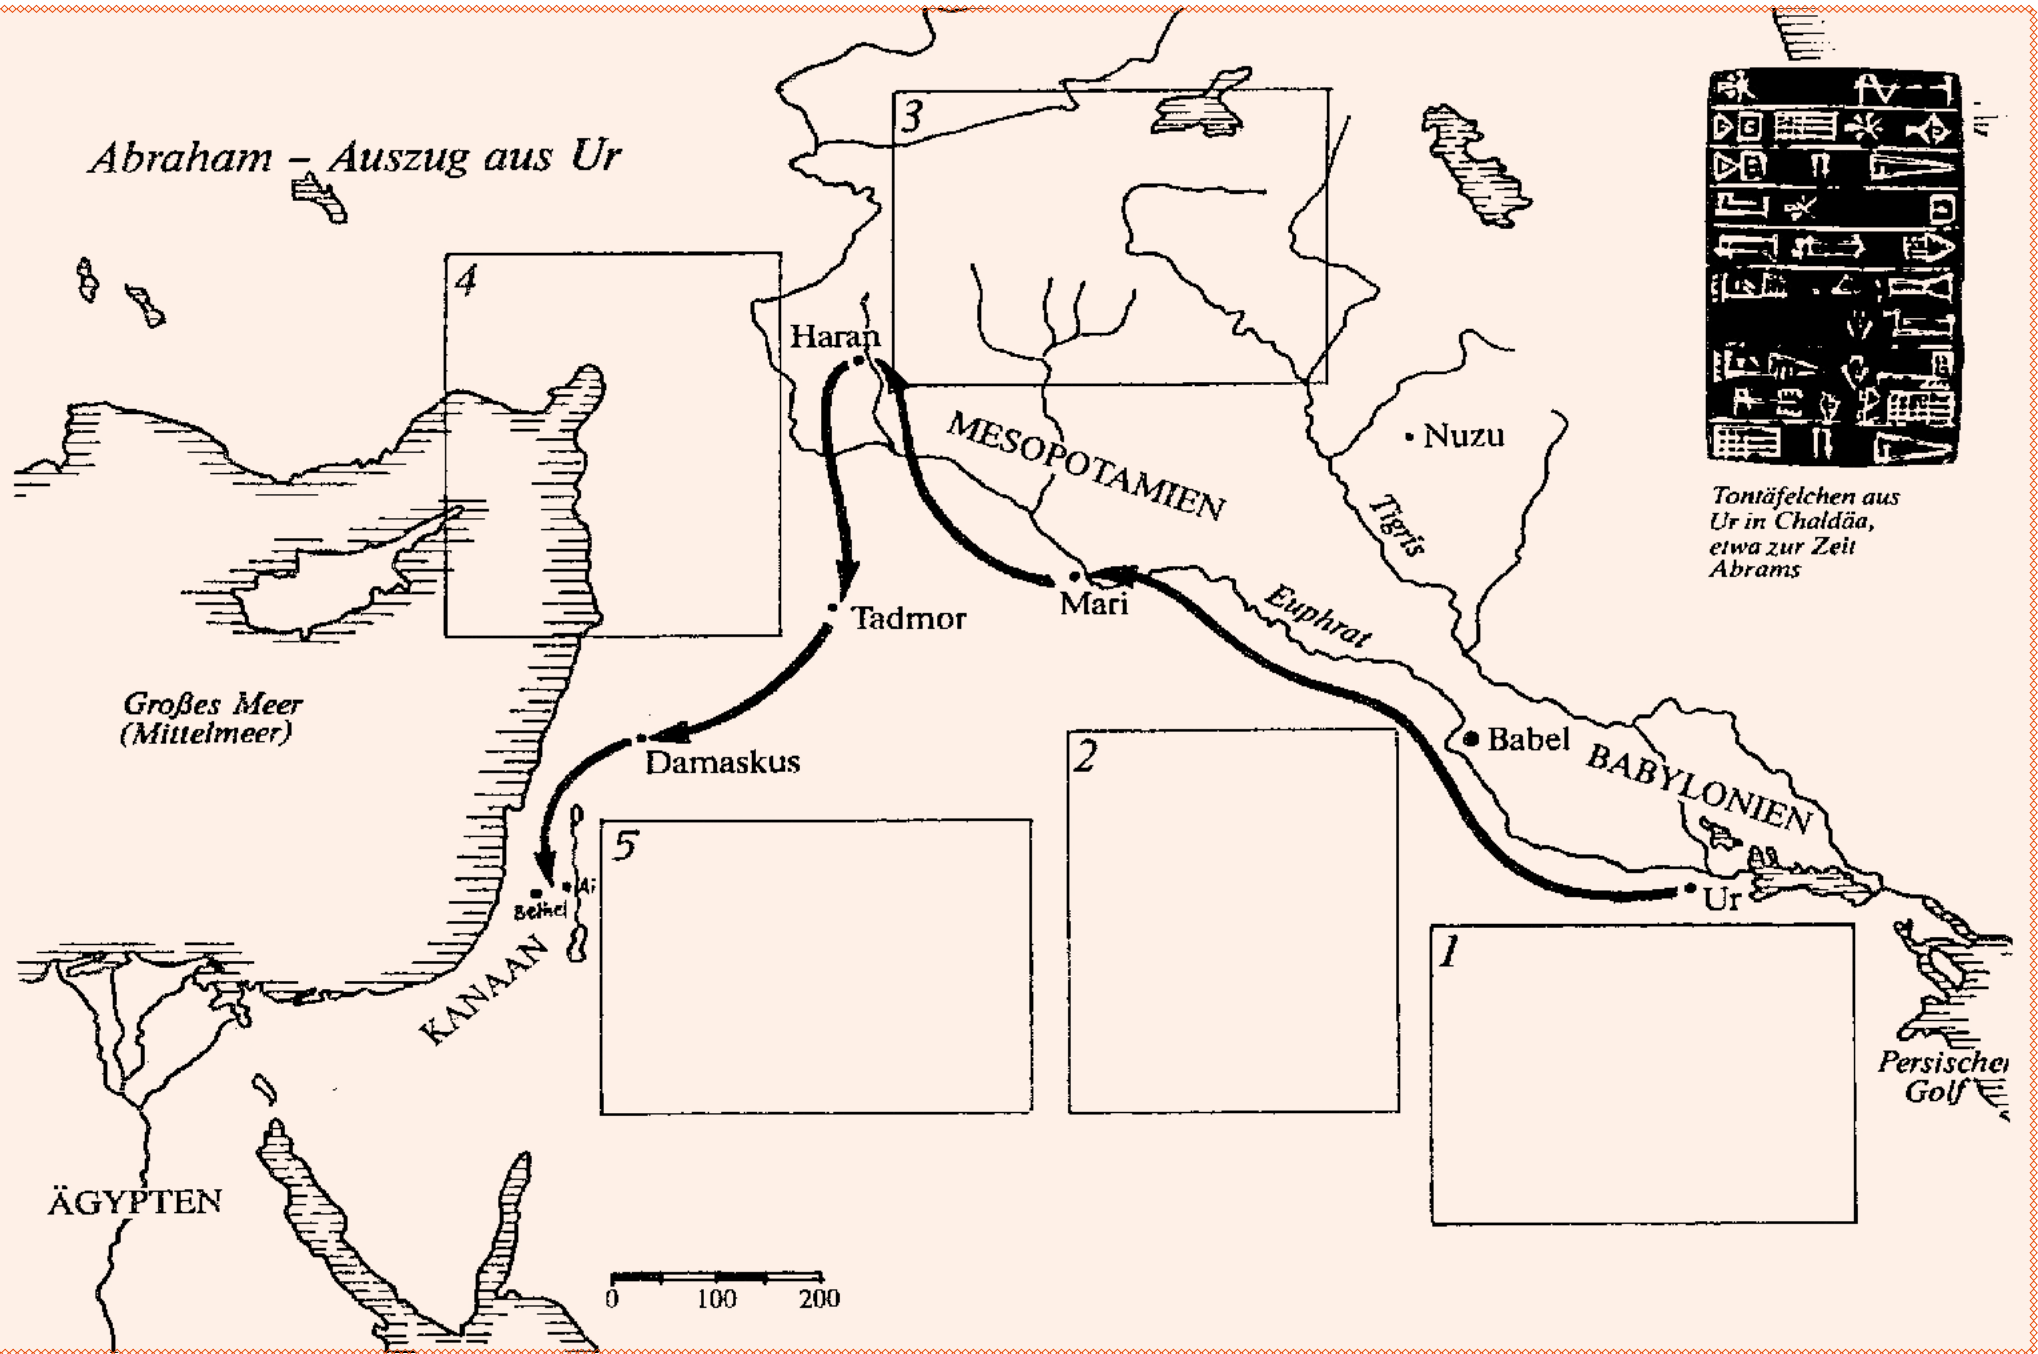 Abraham – Auszug aus Ur
3
4
Haran
MESOPOTAMIEN
Nuzu
Tigris
Tontäfelchen aus
Ur in Chaldäa,
etwa zur Zeit
Abrams
Mari
Tadmor
Euphrat
Großes Meer
(Mittelmeer)
Damaskus
2
Babel
BABYLONIEN
5
Ai
Bethel
Ur
KANAAN
1
Persischer
Golf
ÄGYPTEN
0 100 200